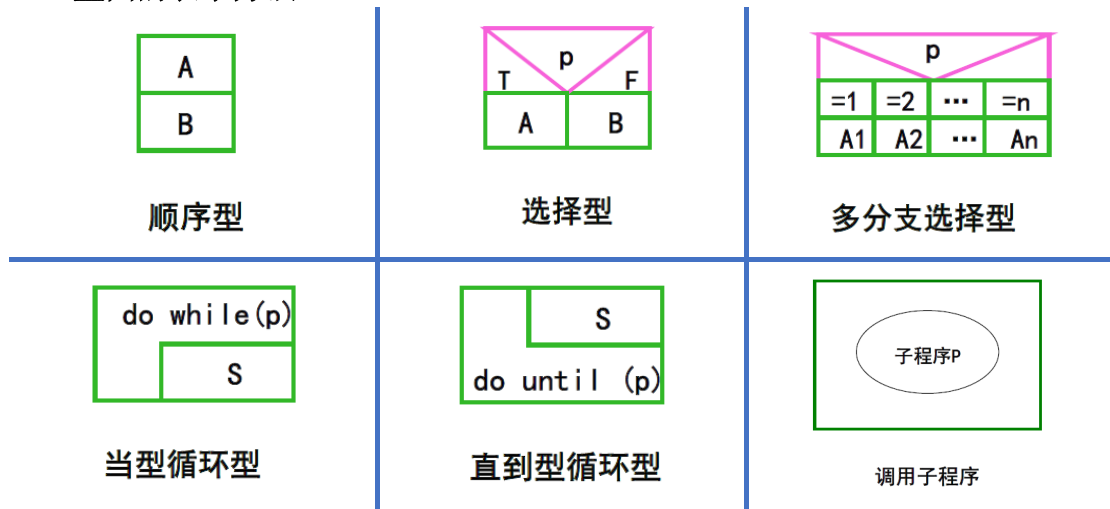 A
B
顺序型
p
T F
A B
选择型
p
=1 =2 … =n
A1 A2 … An
多分支选择型
do while(p)
S
当型循环型
S
do until (p)
直到型循环型
子程序P
调用子程序